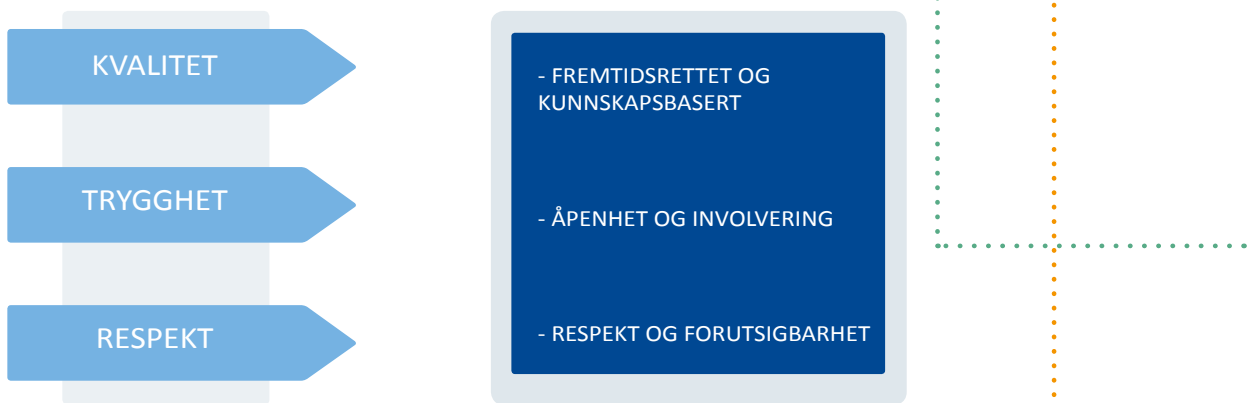 KVALITET
- FREMTIDSRETTET OG
KUNNSKAPSBASERT
TRYGGHET
- ÅPENHET OG INVOLVERING
RESPEKT
- RESPEKT OG FORUTSIGBARHET